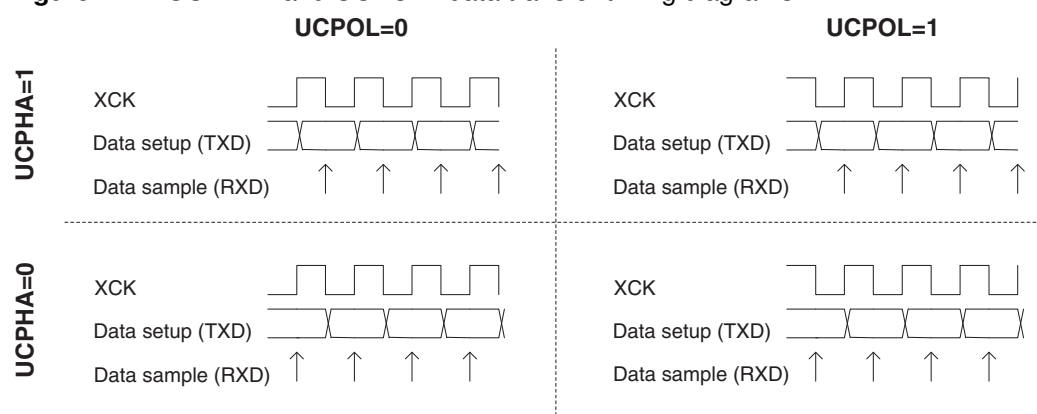 UCPOL=0 UCPOL=1
UCPHA=1
XCK
Data setup (TXD)
Data sample (RXD)
XCK
Data setup (TXD)
Data sample (RXD)
UCPHA=0
XCK
Data setup (TXD)
Data sample (RXD)
XCK
Data setup (TXD)
Data sample (RXD)